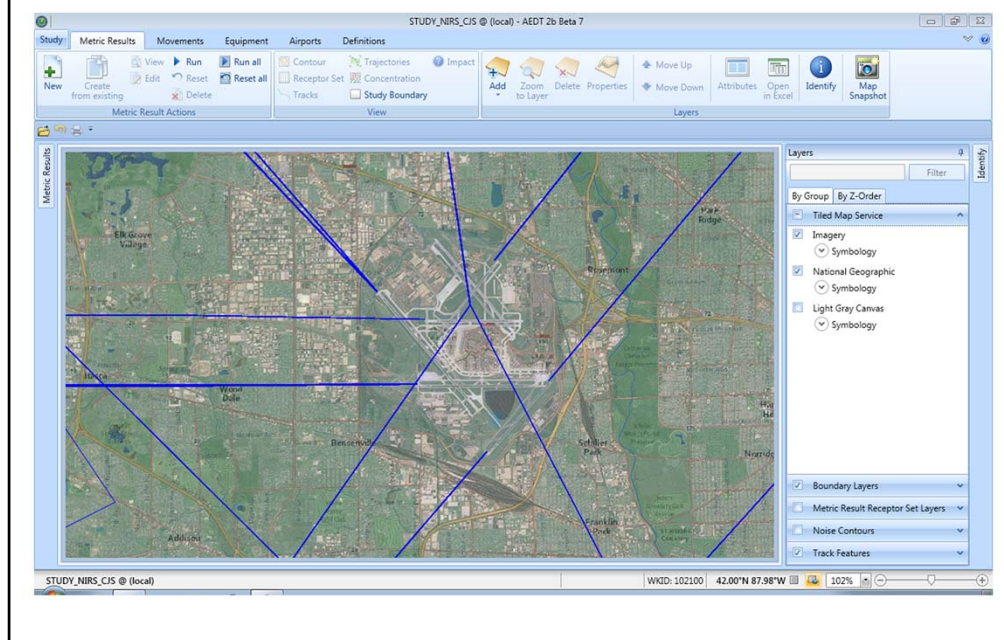 STUDY_NIRS_CJS @ (local) - AEDT 2b Beta 7
Study Metric Results Movements Equipment Airports Definitions
New
Create from existing
View Run Run all
Edit Reset Reset all
Delete
Metric Result Actions
Contour Trajectories Impact
Receptor Set Concentration
Tracks Study Boundary
View
Add
Zoom to Layer
Delete
Properties
Move Up
Move Down
Attributes
Open in Excel
Identify
Map Snapshot
Layers
Metric Results
Elk Grove Village
Park Ridge
Rosemont
Itasca
Wood Dale
Bensenville
Schiller Park
Norridge
Addison
Franklin Park
Layers
Filter
By Group By Z-Order
Tiled Map Service
Imagery
Symbology
National Geographic
Symbology
Light Gray Canvas
Symbology
Boundary Layers
Metric Result Receptor Set Layers
Noise Contours
Track Features
Identify
STUDY_NIRS_CJS @ (local)
WKID: 102100 42.00°N 87.98°W 102%